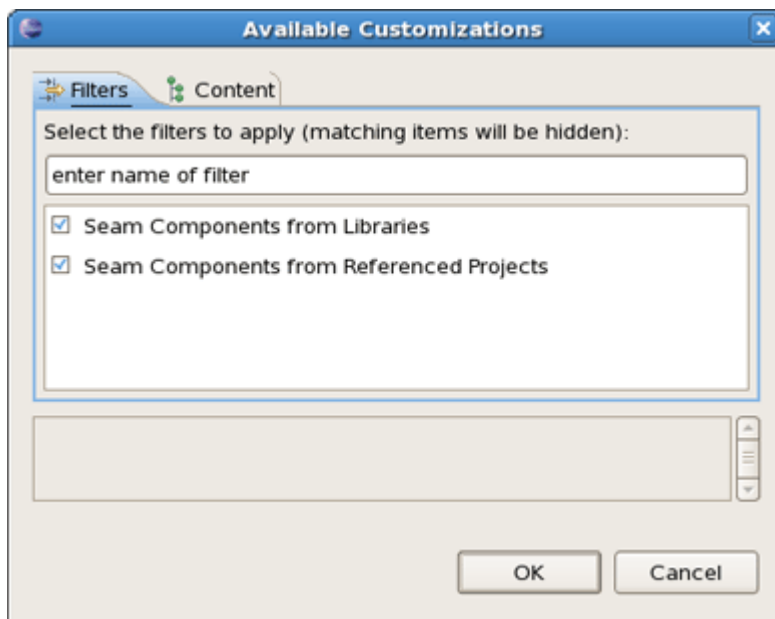 Available Customizations
Filters
Content
Select the filters to apply (matching items will be hidden):
enter name of filter
Seam Components from Libraries
Seam Components from Referenced Projects
OK
Cancel